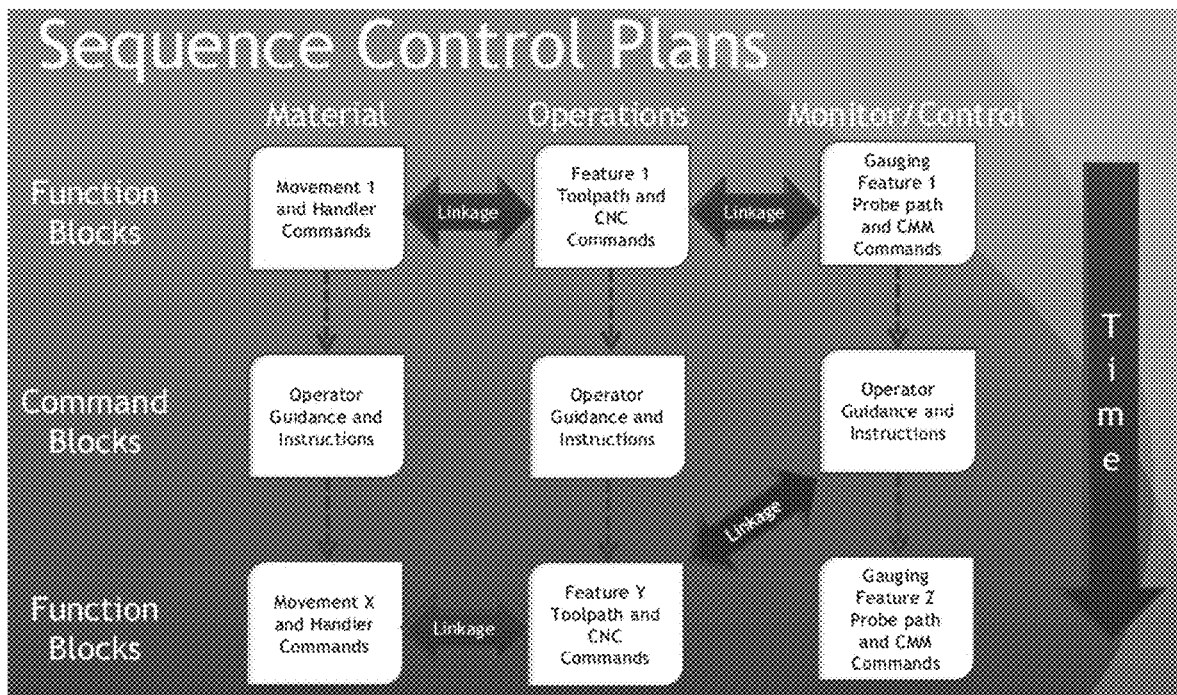 Sequence Control Plans
Material
Operations
Monitor/Control
Function
Blocks
Movement 1
and Handler
Commands
Linkage
Feature 1
Toolpath and
CNC
Commands
Linkage
Gauging
Feature 1
Probe path
and CMM
Commands
Time
Command
Blocks
Operator
Guidance and
Instructions
Operator
Guidance and
Instructions
Operator
Guidance and
Instructions
Linkage
Function
Blocks
Movement X
and Handler
Commands
Linkage
Feature Y
Toolpath and
CNC
Commands
Gauging
Feature Z
Probe path
and CMM
Commands